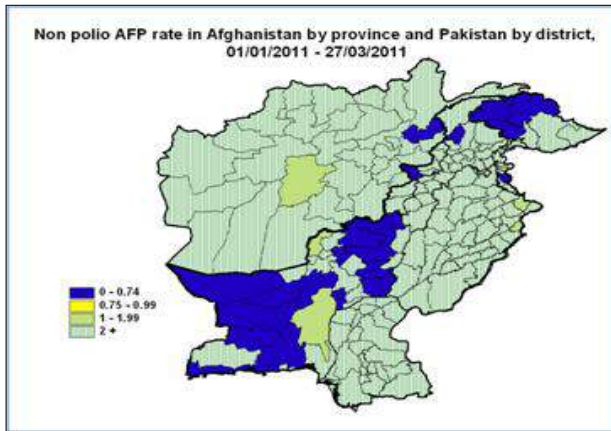 Non polio AFP rate in Afghanistan by province and Pakistan by district,
01/01/2011 - 27/03/2011
0 - 0.74
0.75 - 0.99
1 - 1.99
2 +